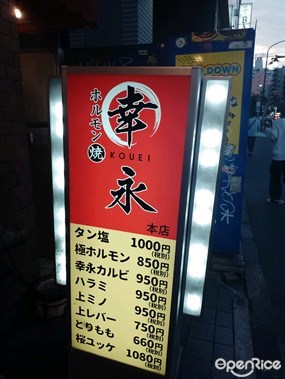 ホルモン焼
幸永
KOUEI
本店
タン塩 1000円(税別)
極ホルモン 850円(税別)
幸永カルビ 950円(税別)
ハラミ 950円(税別)
上ミノ 950円(税別)
上レバー 750円(税別)
とりもも 660円(税別)
桜ユッケ 1080円(税別)
DOWN
OpenRice